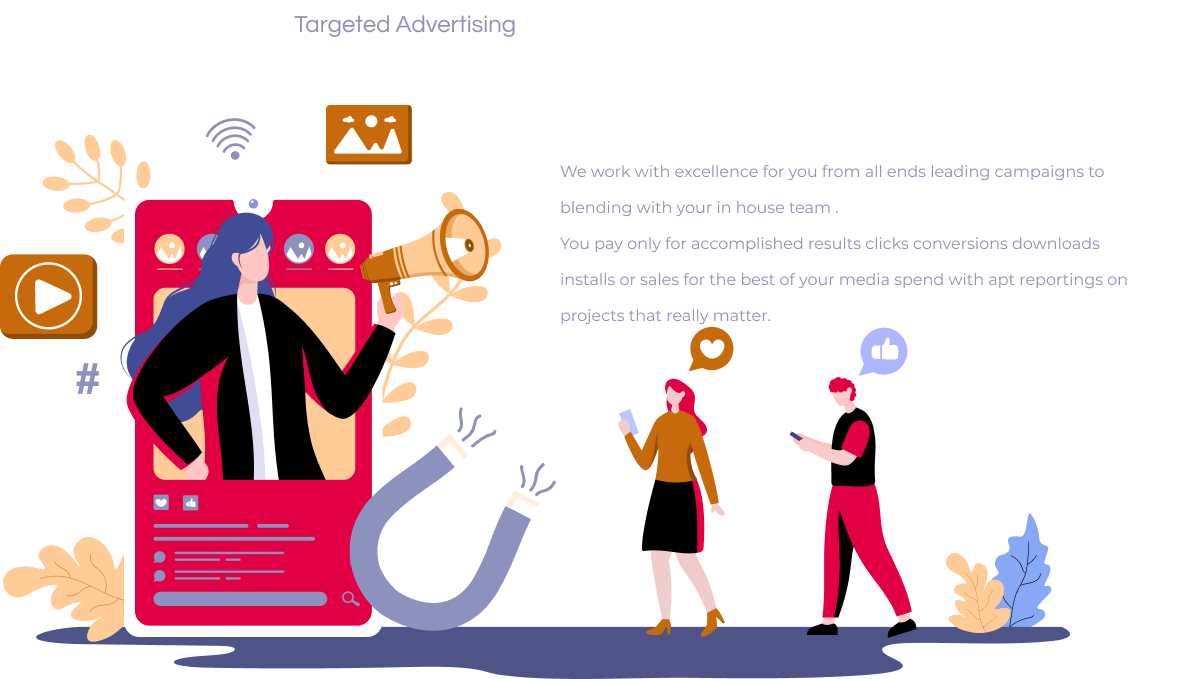 Targeted Advertising
We work with excellence for you from all ends leading campaigns to
blending with your in house team .
You pay only for accomplished results clicks conversions downloads
installs or sales for the best of your media spend with apt reportings on
projects that really matter.
#